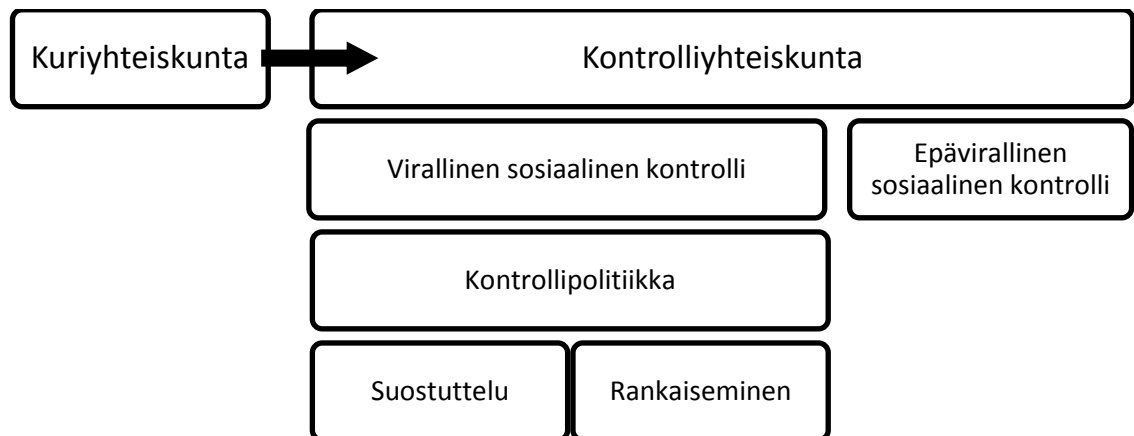 Kuriyhteiskunta
Kontrolliyhteiskunta
Virallinen sosiaalinen kontrolli
Epävirallinen
sosiaalinen kontrolli
Kontrollipolitiikka
Suostuttelu
Rankaiseminen